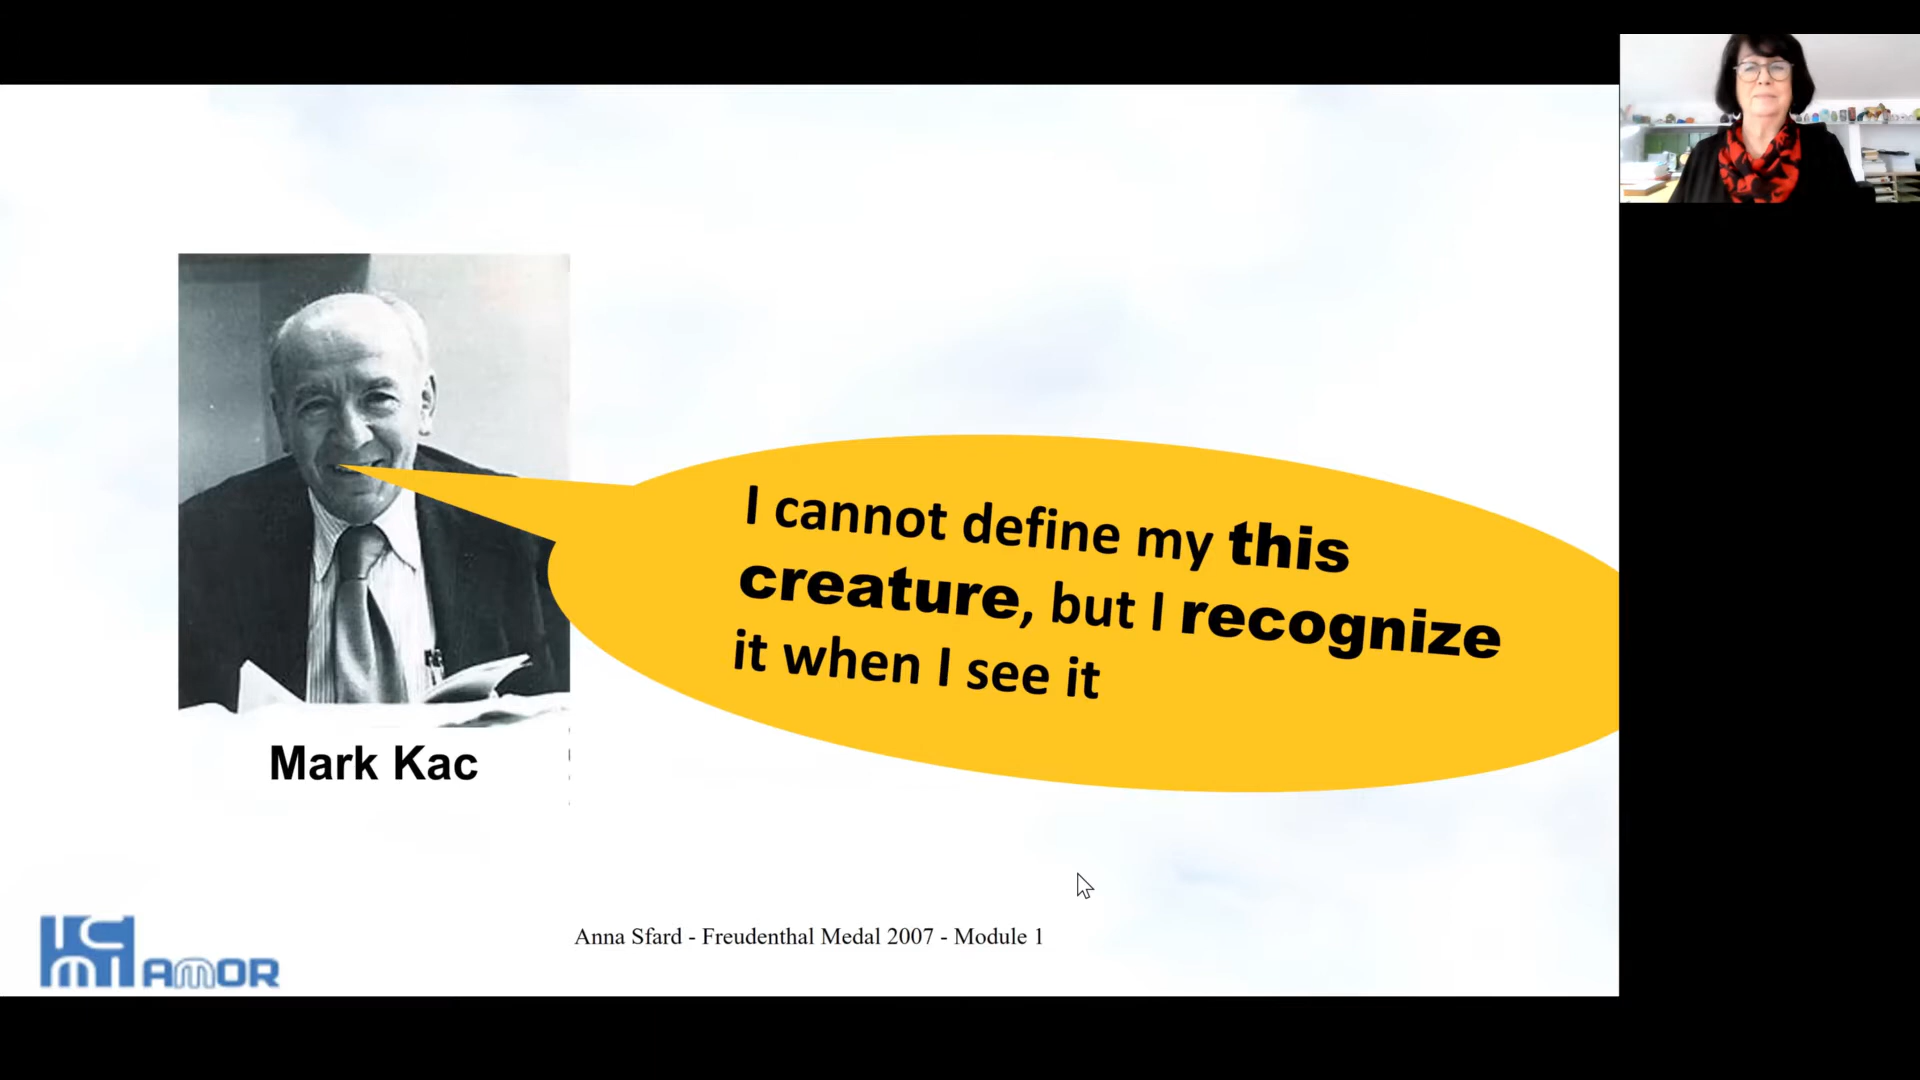 I cannot define my this
creature, but I recognize
it when I see it
Mark Kac
Anna Sfard - Freudenthal Medal 2007 - Module 1
ICMI AMOR